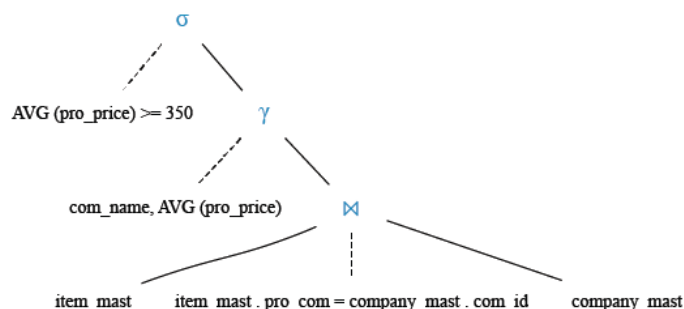 σ
AVG (pro_price) >= 350
γ
com_name, AVG (pro_price)
⋈
item_mast item_mast . pro_com = company_mast . com_id company_mast